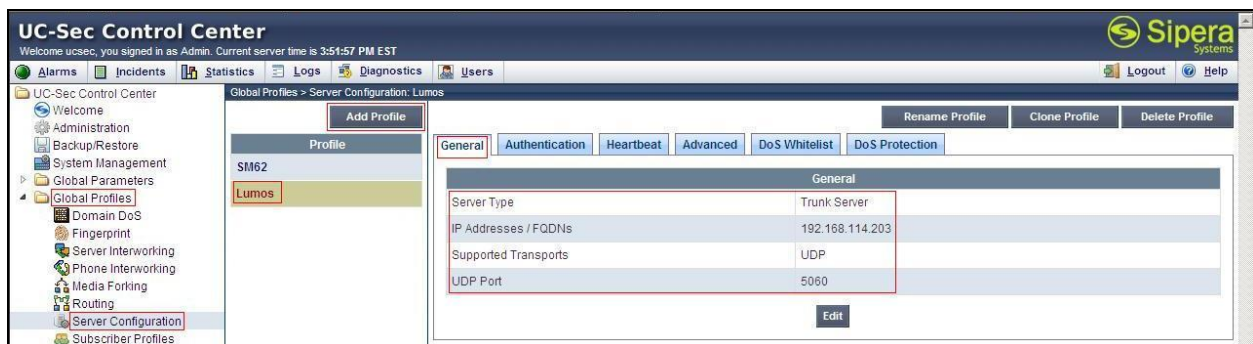 UC-Sec Control Center
Welcome ucsec, you signed in as Admin. Current server time is 3:51:57 PM EST
Sipera
Systems
Alarms Incidents Statistics Logs Diagnostics Users Logout Help
UC-Sec Control Center
Welcome
Administration
Backup/Restore
System Management
Global Parameters
Global Profiles
Domain DoS
Fingerprint
Server Interworking
Phone Interworking
Media Forking
Routing
Server Configuration
Subscriber Profiles
Global Profiles > Server Configuration: Lumos
Add Profile
Profile
SM62
Lumos
Rename Profile Clone Profile Delete Profile
General Authentication Heartbeat Advanced DoS Whitelist DoS Protection
General
Server Type Trunk Server
IP Addresses / FQDNs 192.168.114.203
Supported Transports UDP
UDP Port 5060
Edit